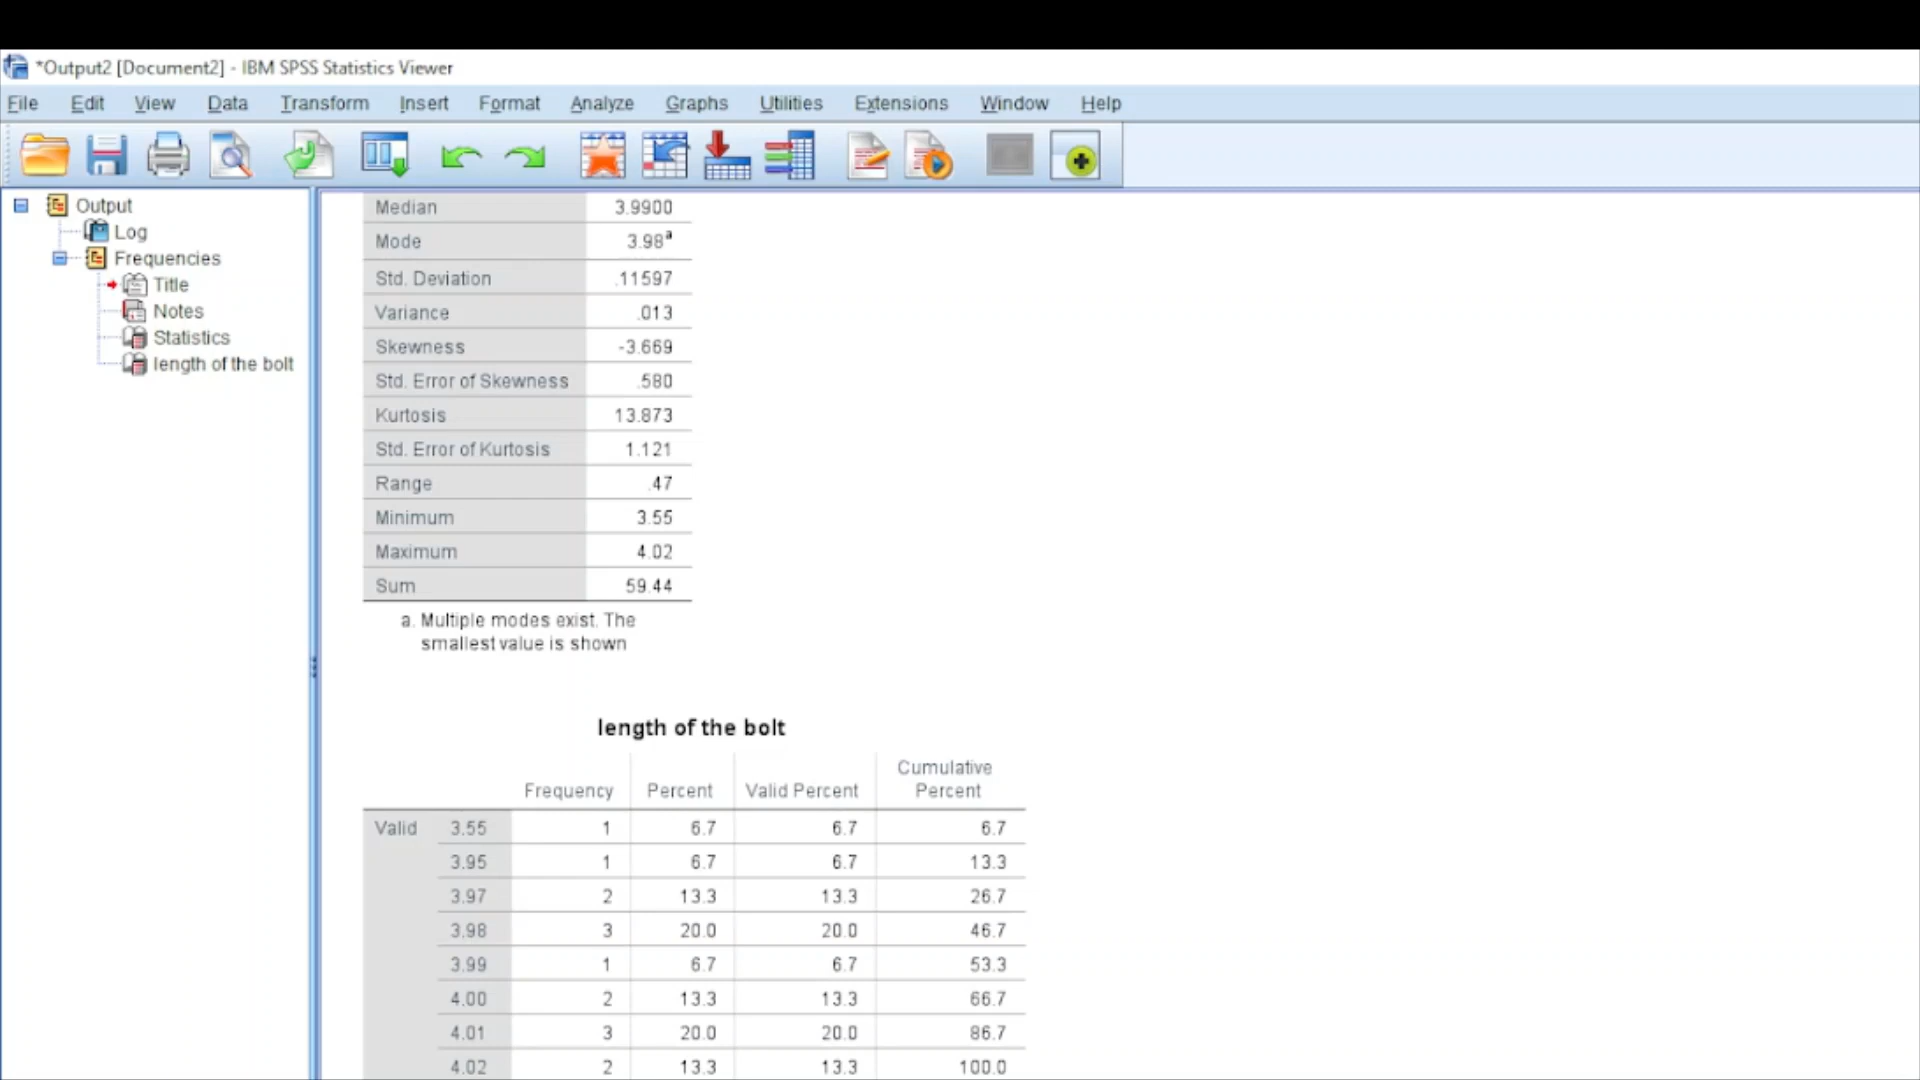 *Output2 [Document2] - IBM SPSS Statistics Viewer
File Edit View Data Transform Insert Format Analyze Graphs Utilities Extensions Window Help
Output
Log
Frequencies
Title
Notes
Statistics
length of the bolt
Median 3.9900
Mode 3.98a
Std. Deviation .11597
Variance .013
Skewness -3.669
Std. Error of Skewness .580
Kurtosis 13.873
Std. Error of Kurtosis 1.121
Range .47
Minimum 3.55
Maximum 4.02
Sum 59.44
a. Multiple modes exist. The
smallest value is shown
length of the bolt
Frequency Percent Valid Percent Cumulative Percent
Valid 3.55 1 6.7 6.7 6.7
3.95 1 6.7 6.7 13.3
3.97 2 13.3 13.3 26.7
3.98 3 20.0 20.0 46.7
3.99 1 6.7 6.7 53.3
4.00 2 13.3 13.3 66.7
4.01 3 20.0 20.0 86.7
4.02 2 13.3 13.3 100.0